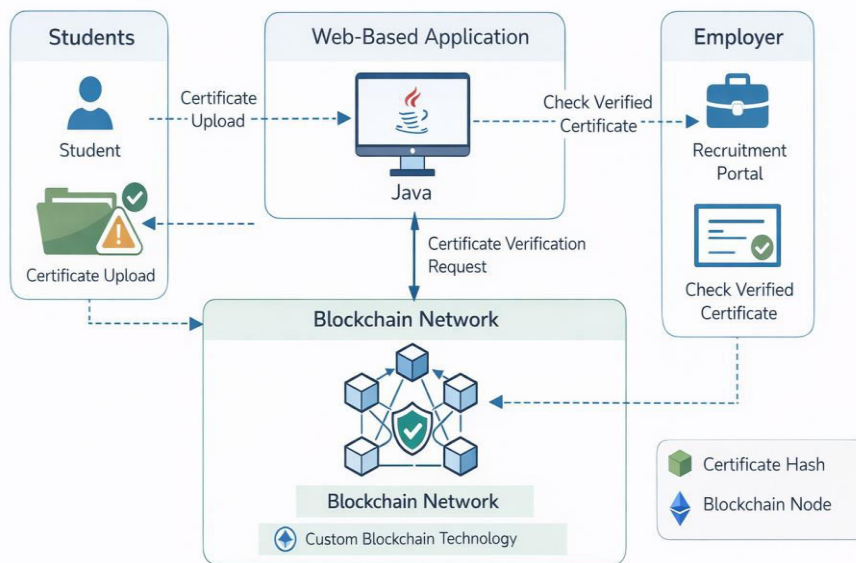 Students
Student
Certificate Upload
Certificate
Upload
Web-Based Application
Java
Check Verified
Certificate
Employer
Recruitment
Portal
Check Verified
Certificate
Certificate Verification
Request
Blockchain Network
Blockchain Network
Custom Blockchain Technology
Certificate Hash
Blockchain Node